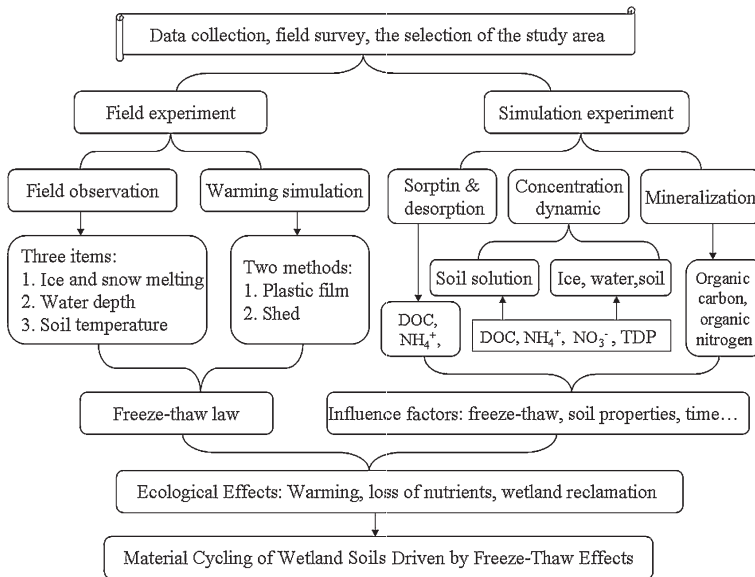 Data collection, field survey, the selection of the study area
Field experiment
Simulation experiment
Field observation
Warming simulation
Sorptin &
desorption
Concentration
dynamic
Mineralization
Three items:
1. Ice and snow melting
2. Water depth
3. Soil temperature
Two methods:
1. Plastic film
2. Shed
Soil solution
Ice, water,soil
DOC,
NH₄⁺,
DOC, NH₄⁺, NO₃⁻, TDP
Organic
carbon,
organic
nitrogen
Freeze-thaw law
Influence factors: freeze-thaw, soil properties, time…
Ecological Effects: Warming, loss of nutrients, wetland reclamation
Material Cycling of Wetland Soils Driven by Freeze-Thaw Effects